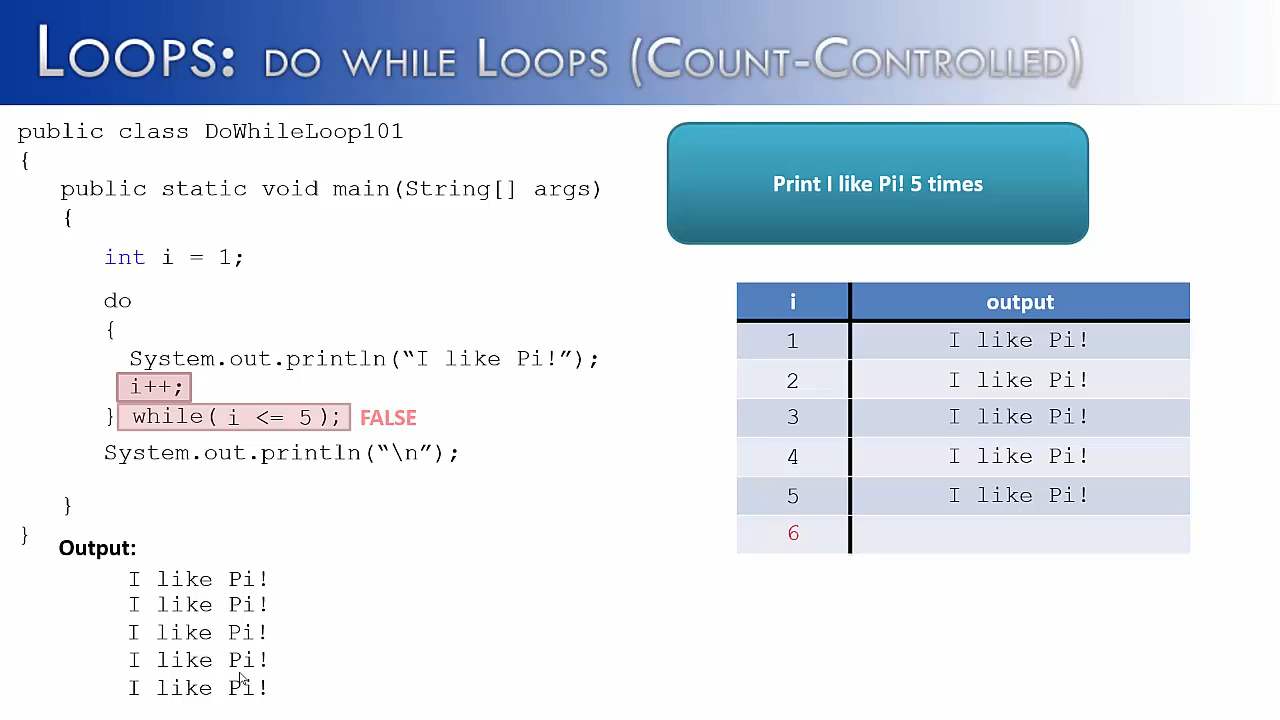 LOOPS: DO WHILE LOOPS (COUNT-CONTROLLED)
public class DoWhileLoop101
{
public static void main(String[] args)
{
int i = 1;
do
{
System.out.println(“I like Pi!”);
i++;
} while( i <= 5 ); FALSE
System.out.println(“\n”);
}
}
Output:
I like Pi!
I like Pi!
I like Pi!
I like Pi!
I like Pi!
Print I like Pi! 5 times
i output
1 I like Pi!
2 I like Pi!
3 I like Pi!
4 I like Pi!
5 I like Pi!
6